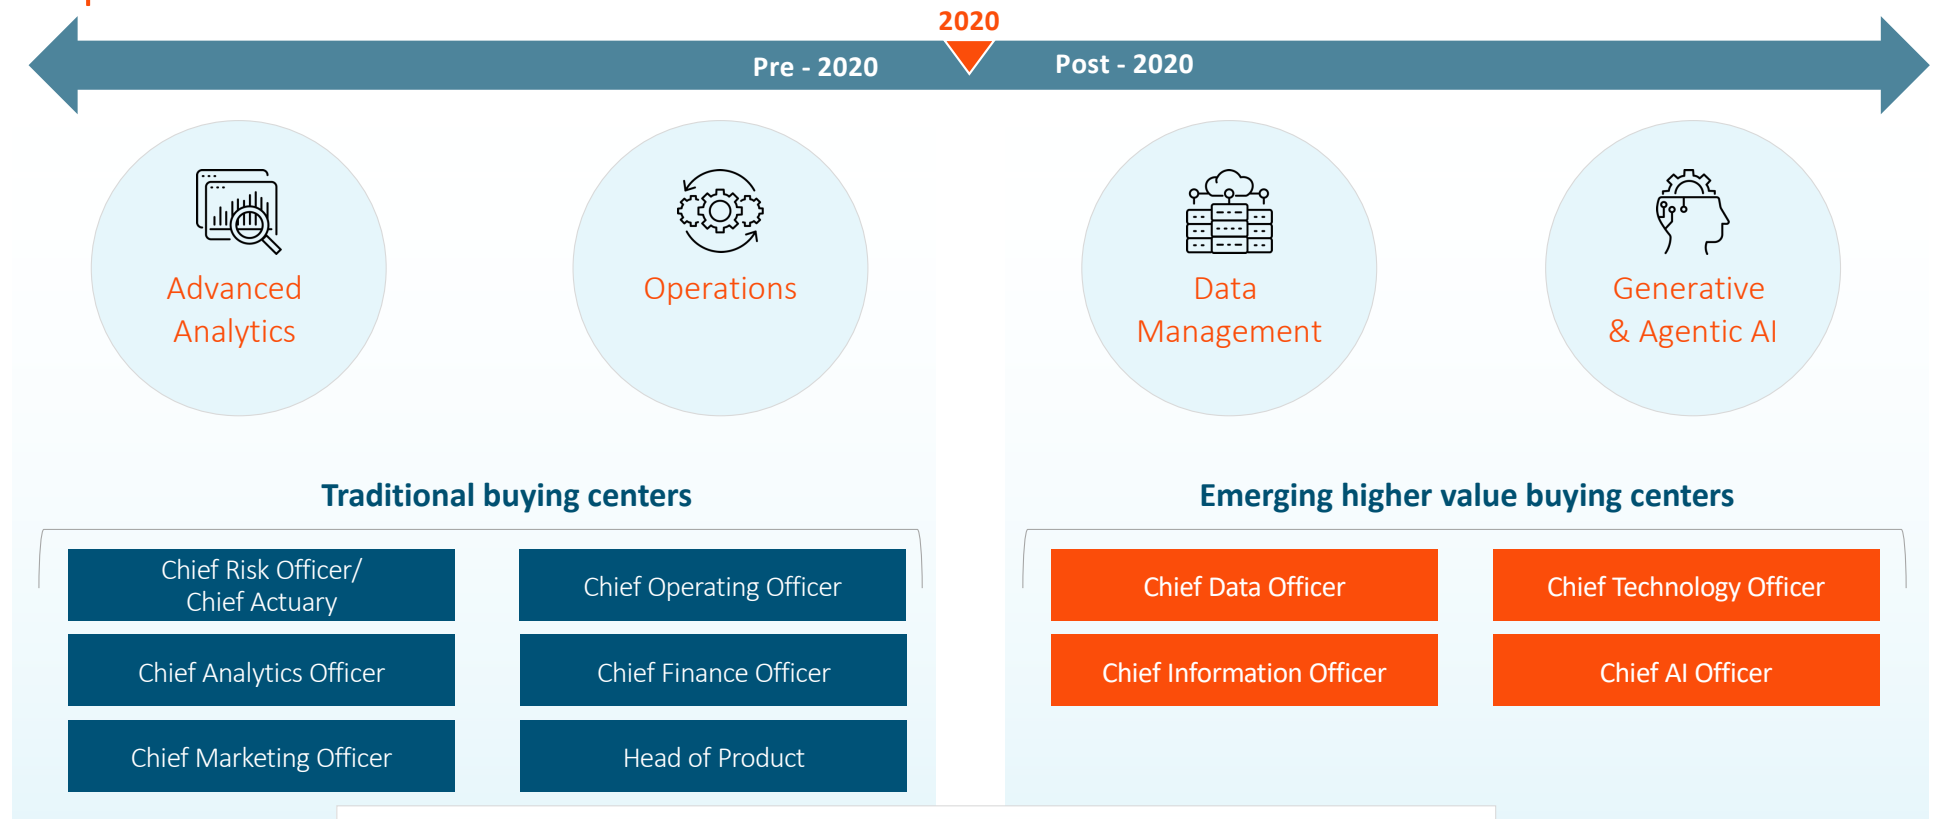 2020
Pre - 2020
Post - 2020
Advanced
Analytics
Operations
Data
Management
Generative
& Agentic AI
Traditional buying centers
Emerging higher value buying centers
Chief Risk Officer/
Chief Actuary
Chief Operating Officer
Chief Data Officer
Chief Technology Officer
Chief Analytics Officer
Chief Finance Officer
Chief Information Officer
Chief AI Officer
Chief Marketing Officer
Head of Product